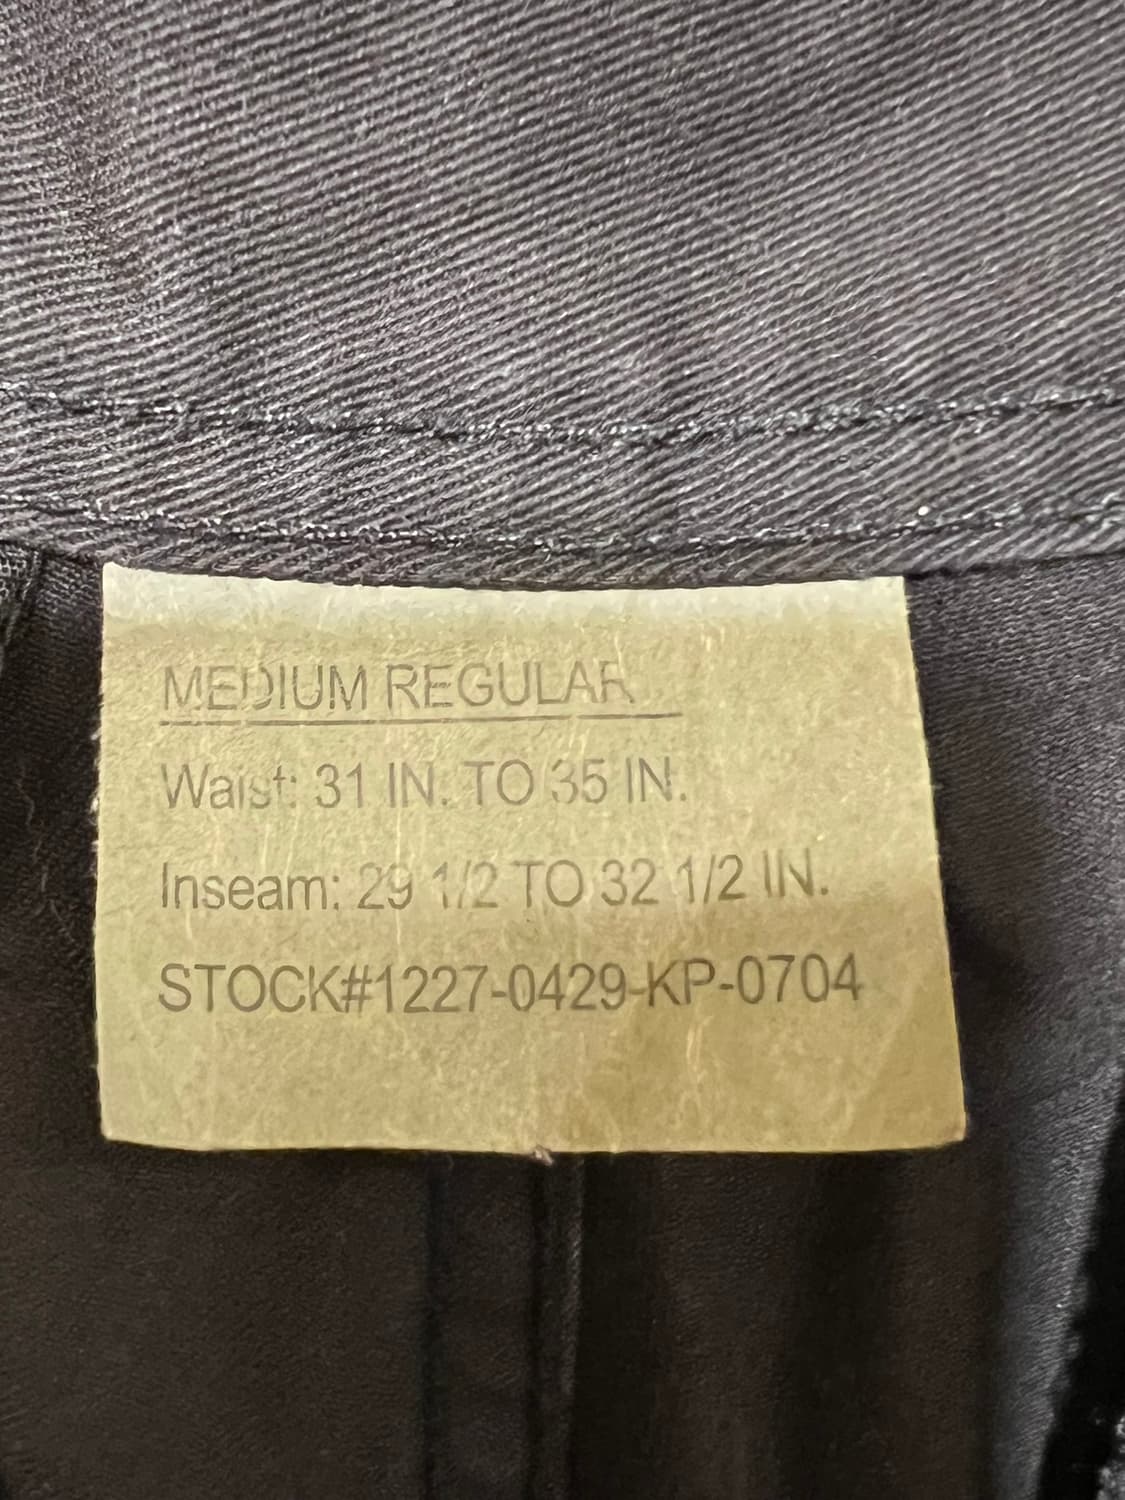 MEDIUM REGULAR
Waist: 31 IN. TO 35 IN.
Inseam: 29 1/2 TO 32 1/2 IN.
STOCK#1227-0429-KP-0704